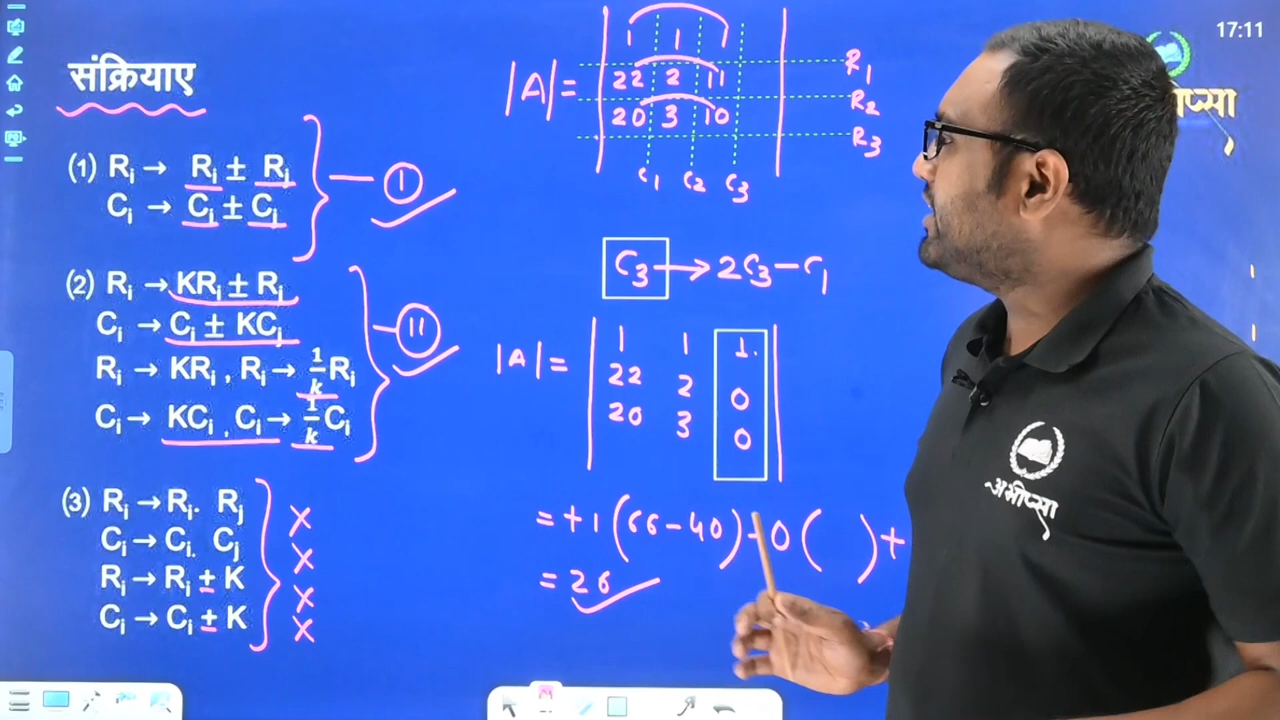 17:11
संक्रियाए
(1) Rᵢ → Rᵢ ± Rⱼ
Cᵢ → Cᵢ ± Cⱼ
I
(2) Rᵢ → KRᵢ ± Rⱼ
Cᵢ → Cᵢ ± KCⱼ
Rᵢ → KRᵢ , Rᵢ → 1/k Rᵢ
Cᵢ → KCᵢ , Cᵢ → 1/k Cᵢ
II
(3) Rᵢ → Rᵢ. Rⱼ X
Cᵢ → Cᵢ. Cⱼ X
Rᵢ → Rᵢ ± K X
Cᵢ → Cᵢ ± K X
|A| =
1 1 1 R₁
22 2 11 R₂
20 3 10 R₃
C₁ C₂ C₃
C₃ → 2C₃ − C₁
|A| =
1 1 1
22 2 0
20 3 0
= +1 (66 − 40) − 0 ( ) +
= 26
प्सा
अभीप्सा